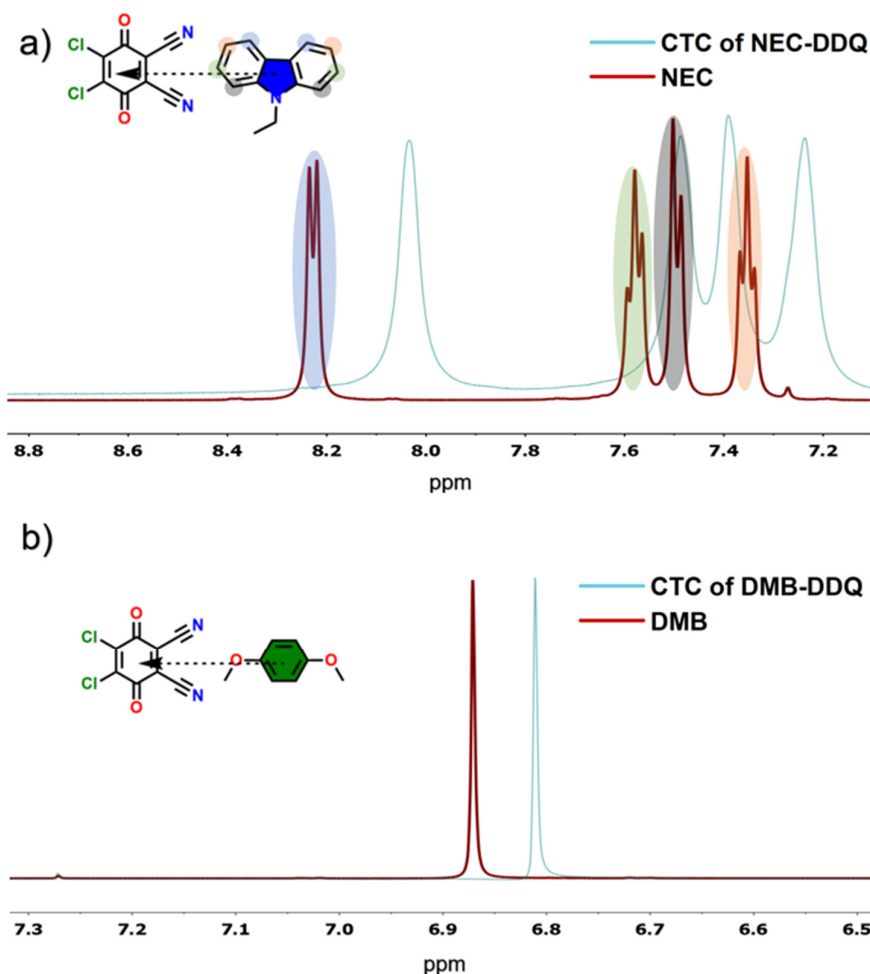 a)
O
Cl
N
Cl
N
O
N
CTC of NEC-DDQ
NEC
8.8 8.6 8.4 8.2 8.0 7.8 7.6 7.4 7.2
ppm
b)
O
Cl
N
Cl
N
O
O
O
CTC of DMB-DDQ
DMB
7.3 7.2 7.1 7.0 6.9 6.8 6.7 6.6 6.5
ppm